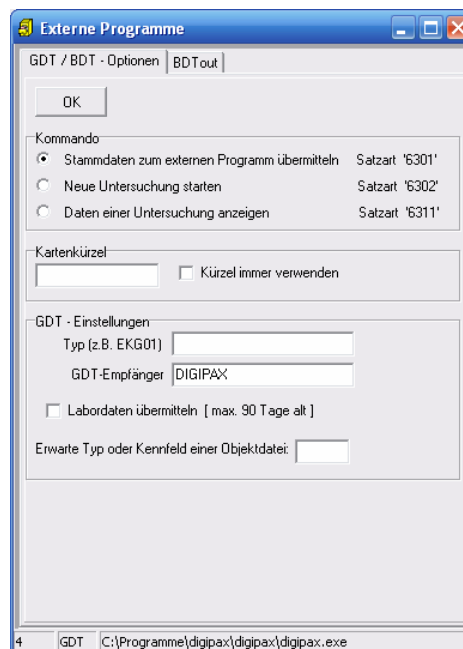 Externe Programme
GDT / BDT - Optionen BDTout
OK
Kommando
Stammdaten zum externen Programm übermitteln Satzart '6301'
Neue Untersuchung starten Satzart '6302'
Daten einer Untersuchung anzeigen Satzart '6311'
Kartenkürzel
Kürzel immer verwenden
GDT - Einstellungen
Typ (z.B. EKG01)
GDT-Empfänger DIGIPAX
Labordaten übermitteln [ max. 90 Tage alt ]
Erwarte Typ oder Kennfeld einer Objektdatei:
4 GDT C:\Programme\digipax\digipax\digipax.exe